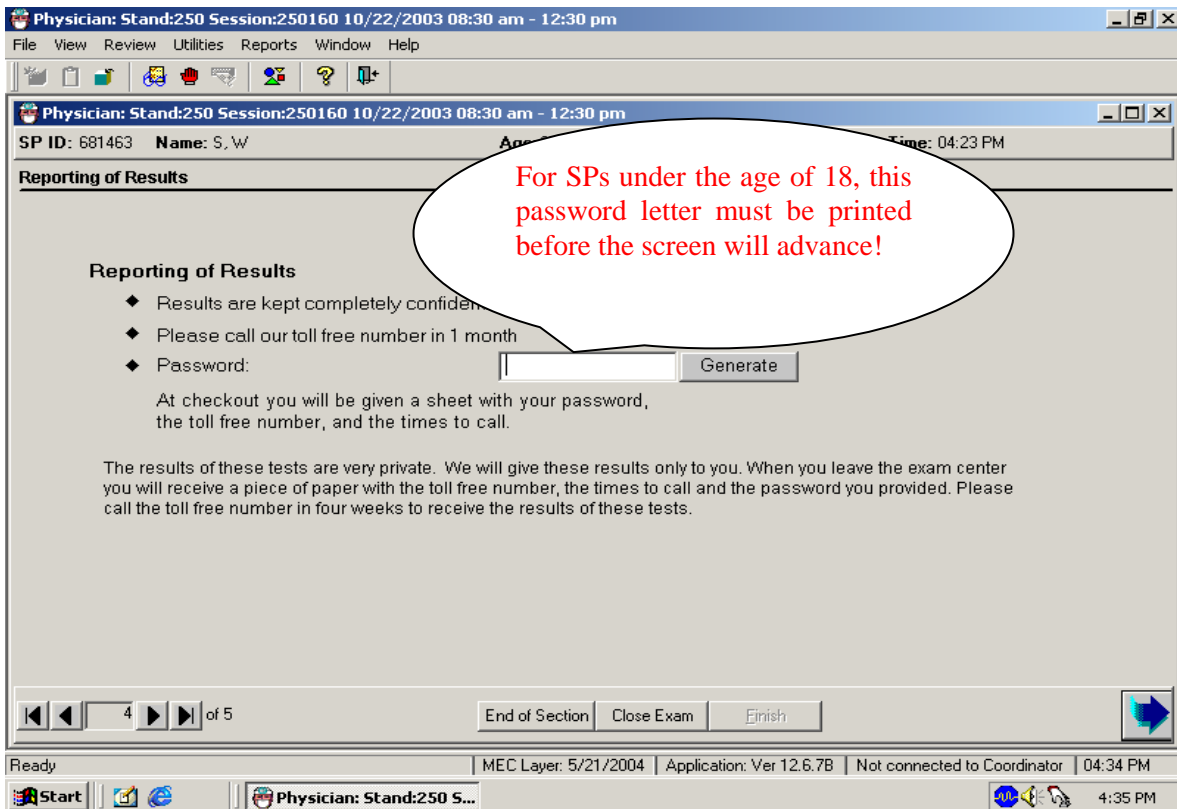 Physician: Stand:250 Session:250160 10/22/2003 08:30 am - 12:30 pm
File View Review Utilities Reports Window Help
Physician: Stand:250 Session:250160 10/22/2003 08:30 am - 12:30 pm
SP ID: 681463 Name: S, W Time: 04:23 PM
Reporting of Results
For SPs under the age of 18, this
password letter must be printed
before the screen will advance!
Reporting of Results
Results are kept completely
Please call our toll free number in 1 month
Password: Generate
At checkout you will be given a sheet with your password,
the toll free number, and the times to call.
The results of these tests are very private. We will give these results only to you. When you leave the exam center
you will receive a piece of paper with the toll free number, the times to call and the password you provided. Please
call the toll free number in four weeks to receive the results of these tests.
4 of 5 End of Section Close Exam Finish
Ready MEC Layer: 5/21/2004 Application: Ver 12.6.7B Not connected to Coordinator 04:34 PM
Start Physician: Stand:250 S... 4:35 PM